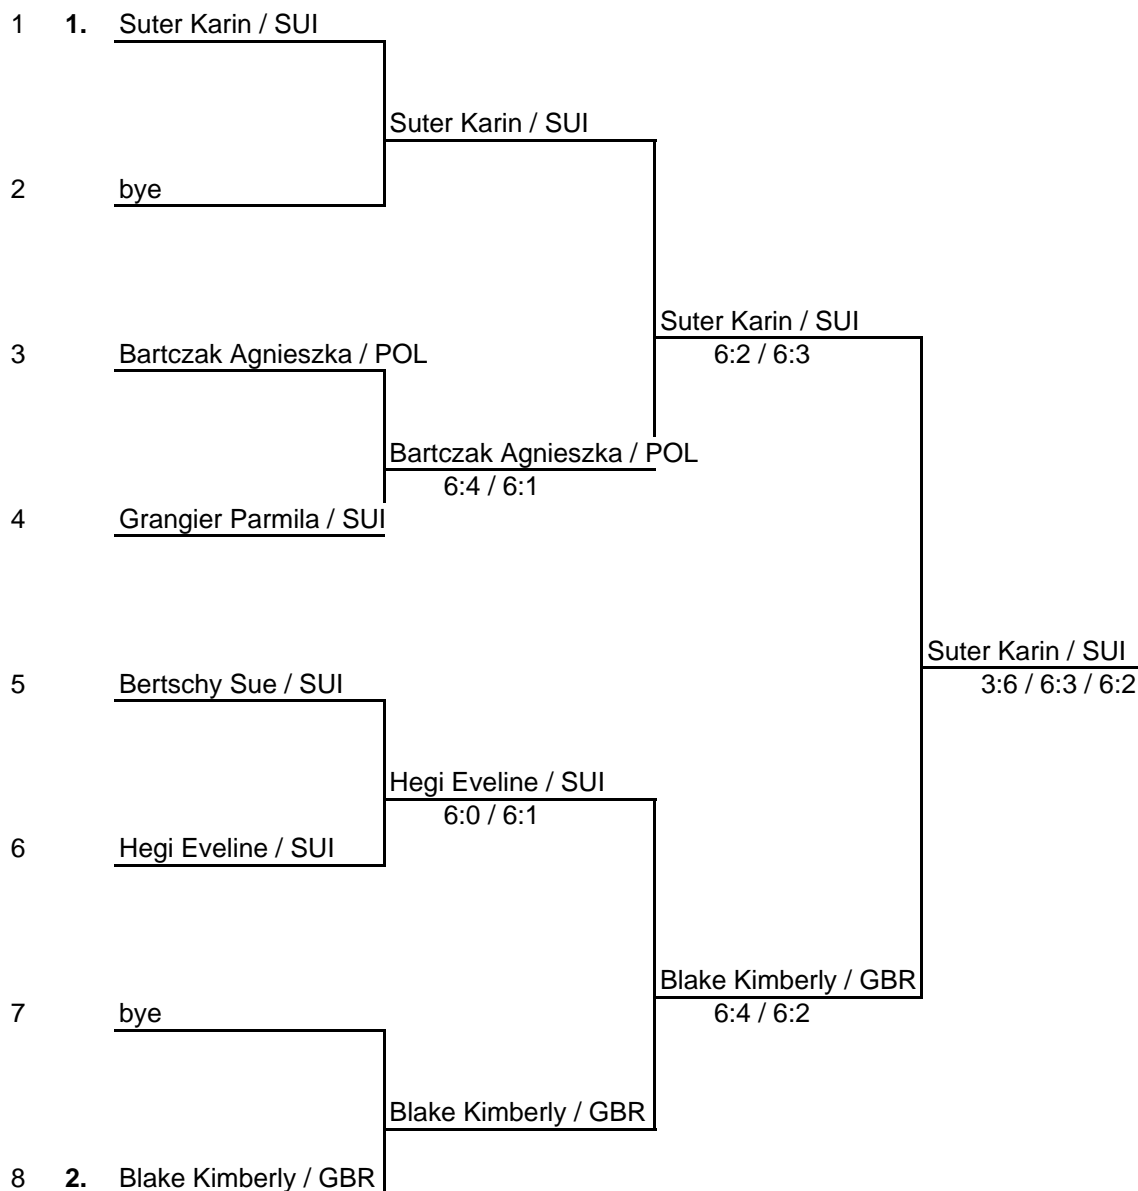 1 1. Suter Karin / SUI
Suter Karin / SUI
2 bye
Suter Karin / SUI
3 Bartczak Agnieszka / POL 6:2 / 6:3
Bartczak Agnieszka / POL
6:4 / 6:1
4 Grangier Parmila / SUI
Suter Karin / SUI
5 Bertschy Sue / SUI 3:6 / 6:3 / 6:2
Hegi Eveline / SUI
6:0 / 6:1
6 Hegi Eveline / SUI
Blake Kimberly / GBR
7 bye 6:4 / 6:2
Blake Kimberly / GBR
8 2. Blake Kimberly / GBR